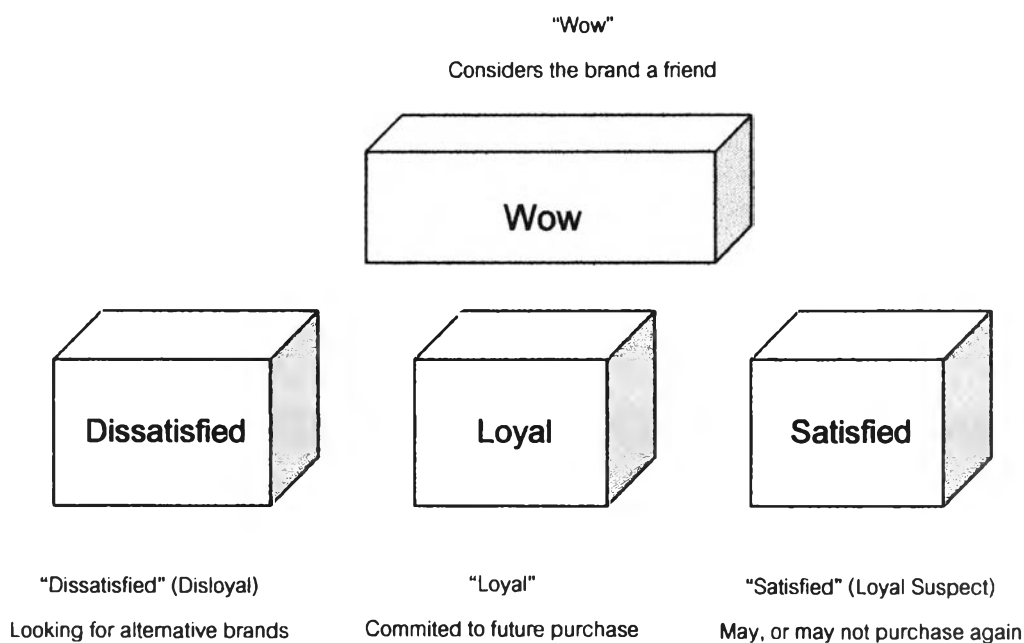 “Wow”
Considers the brand a friend
Wow
Dissatisfied
Loyal
Satisfied
“Dissatisfied” (Disloyal)
“Loyal”
“Satisfied” (Loyal Suspect)
Looking for alternative brands
Commited to future purchase
May, or may not purchase again